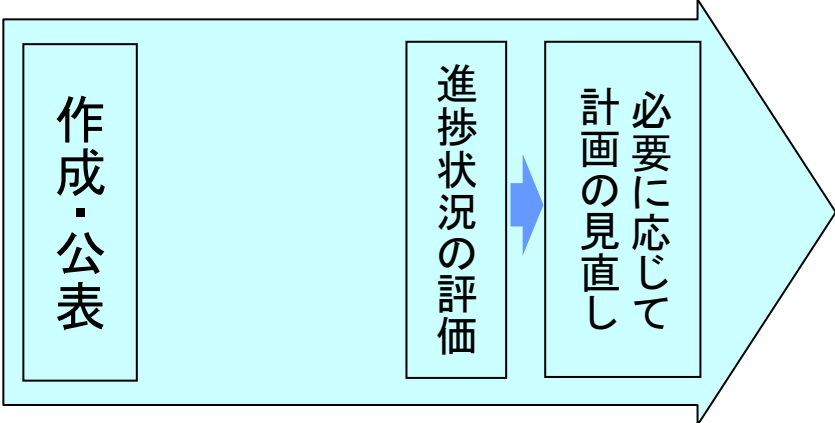 作成・公表
進捗状況の評価
必要に応じて
計画の見直し